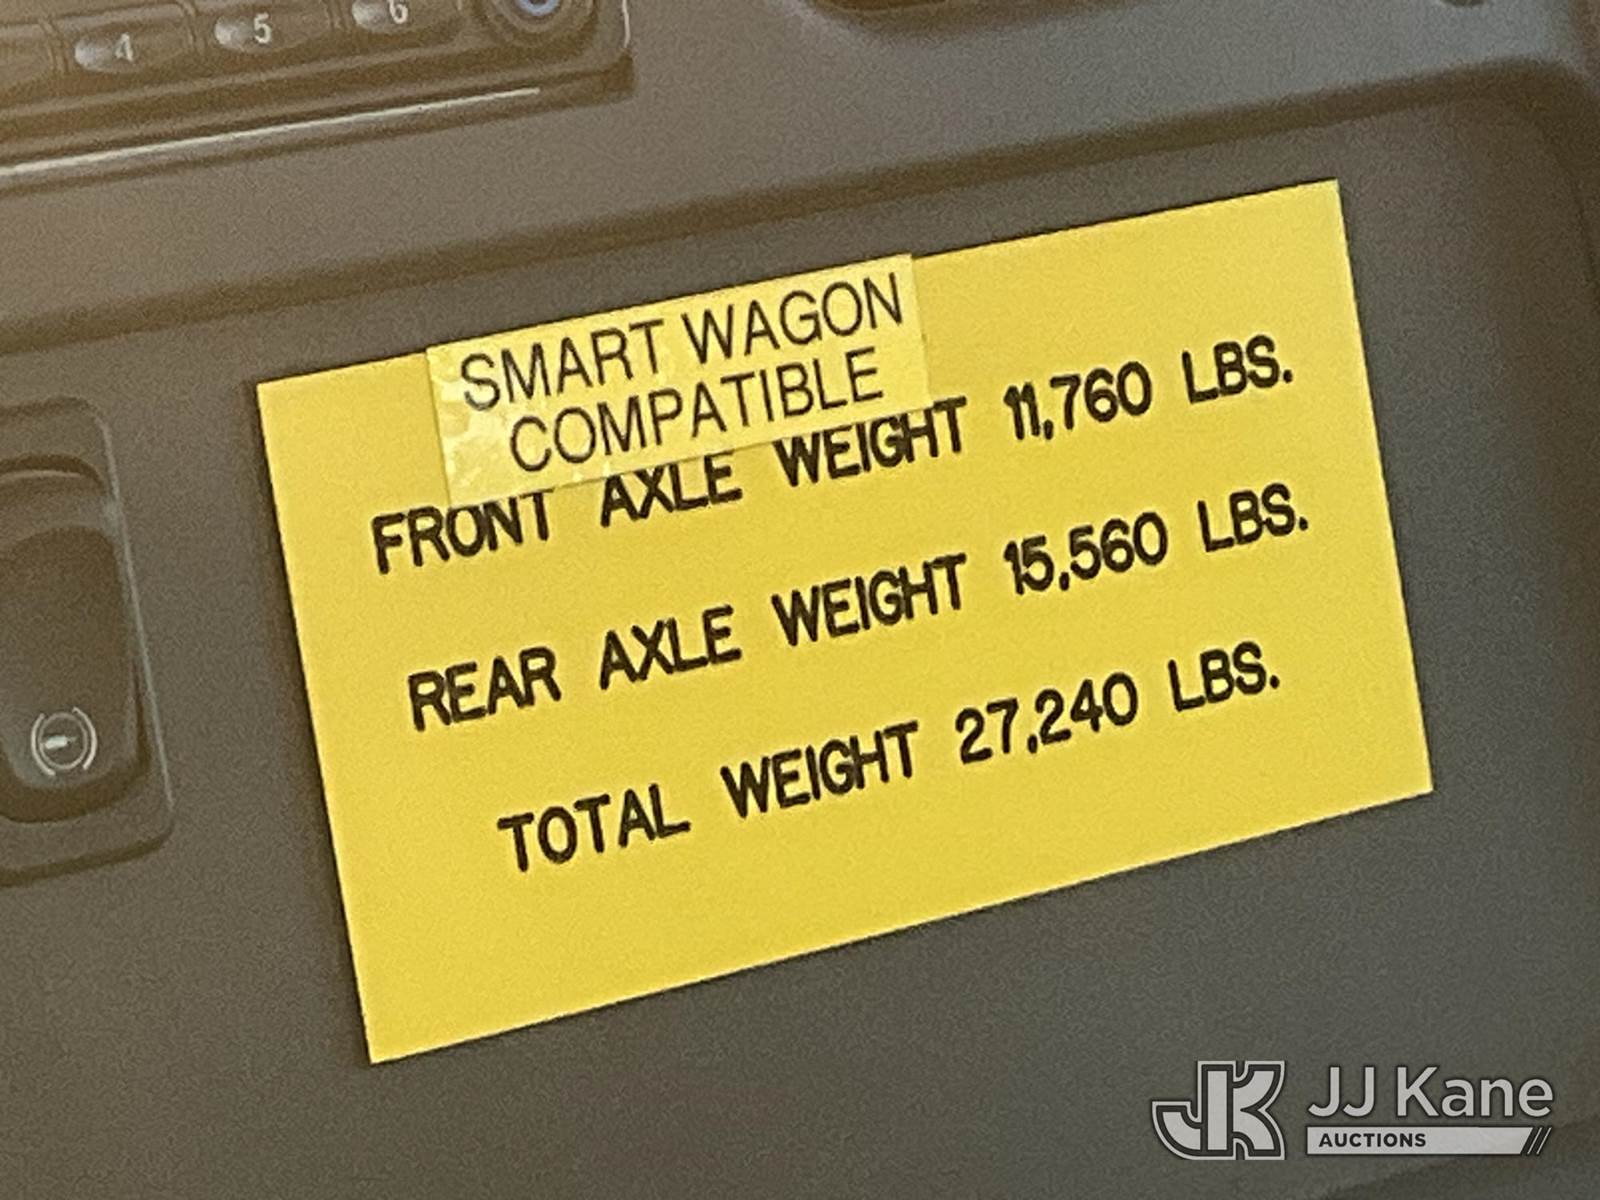 4 5 6
SMART WAGON
COMPATIBLE
FRONT AXLE WEIGHT 11,760 LBS.
REAR AXLE WEIGHT 15,560 LBS.
TOTAL WEIGHT 27,240 LBS.
JK JJ Kane
AUCTIONS